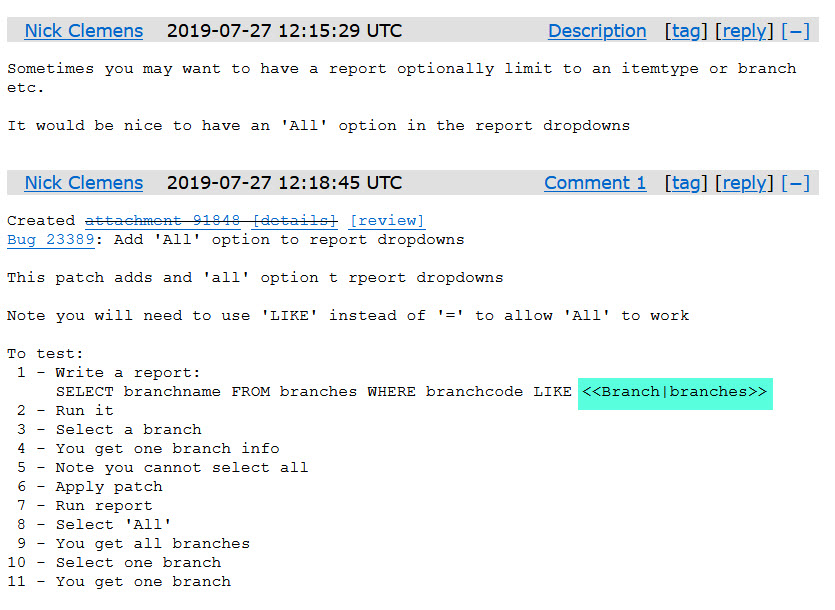 Nick Clemens 2019-07-27 12:15:29 UTC Description [tag] [reply] [−]
Sometimes you may want to have a report optionally limit to an itemtype or branch
etc.
It would be nice to have an 'All' option in the report dropdowns
Nick Clemens 2019-07-27 12:18:45 UTC Comment 1 [tag] [reply] [−]
Created attachment 91848 [details] [review]
Bug 23389: Add 'All' option to report dropdowns
This patch adds and 'all' option t rpeort dropdowns
Note you will need to use 'LIKE' instead of '=' to allow 'All' to work
To test:
1 - Write a report:
SELECT branchname FROM branches WHERE branchcode LIKE <<Branch|branches>>
2 - Run it
3 - Select a branch
4 - You get one branch info
5 - Note you cannot select all
6 - Apply patch
7 - Run report
8 - Select 'All'
9 - You get all branches
10 - Select one branch
11 - You get one branch